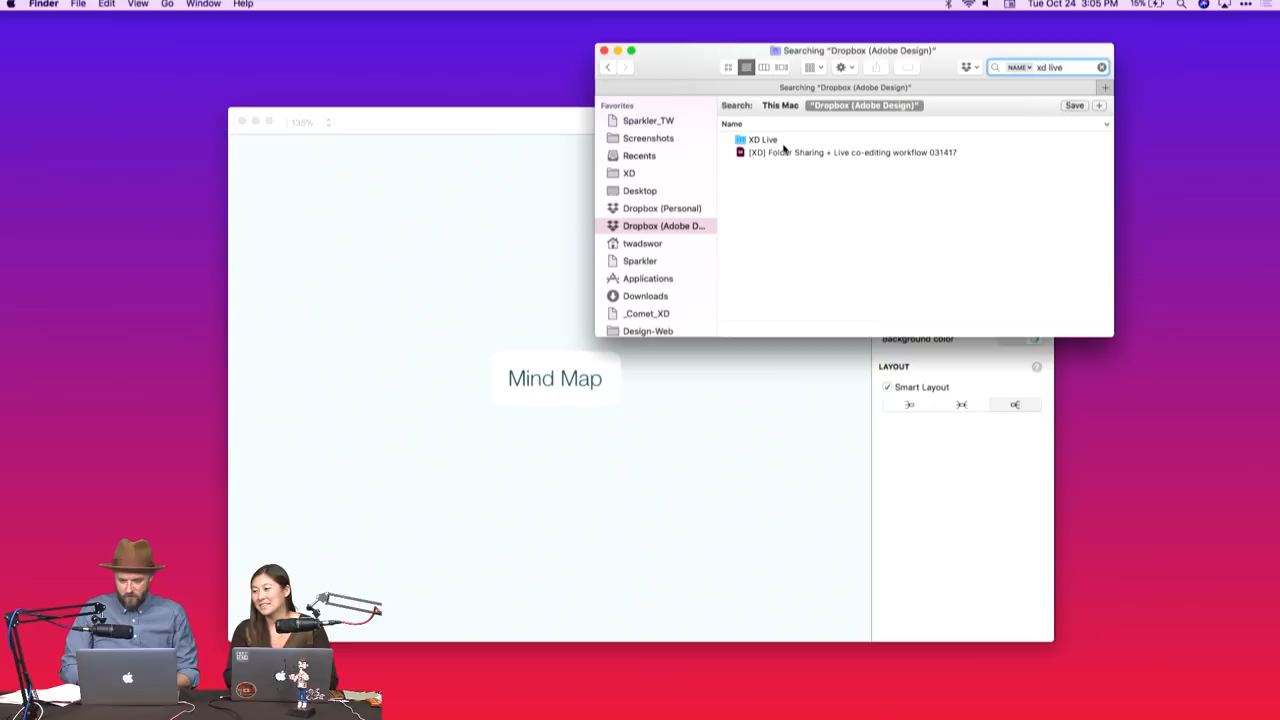 Finder File Edit View Go Window Help
Tue Oct 24 3:05 PM 15%
Searching "Dropbox (Adobe Design)"
NAME xd live
Searching "Dropbox (Adobe Design)"
Favorites
Search: This Mac "Dropbox (Adobe Design)" Save +
Name
Sparkler_TW
Screenshots
Recents
XD
Desktop
Dropbox (Personal)
Dropbox (Adobe D...
twadswor
Sparkler
Applications
Downloads
_Comet_XD
Design-Web
XD Live
[XD] Folder Sharing + Live co-editing workflow 031417
135%
Background color
LAYOUT ?
Smart Layout
Mind Map